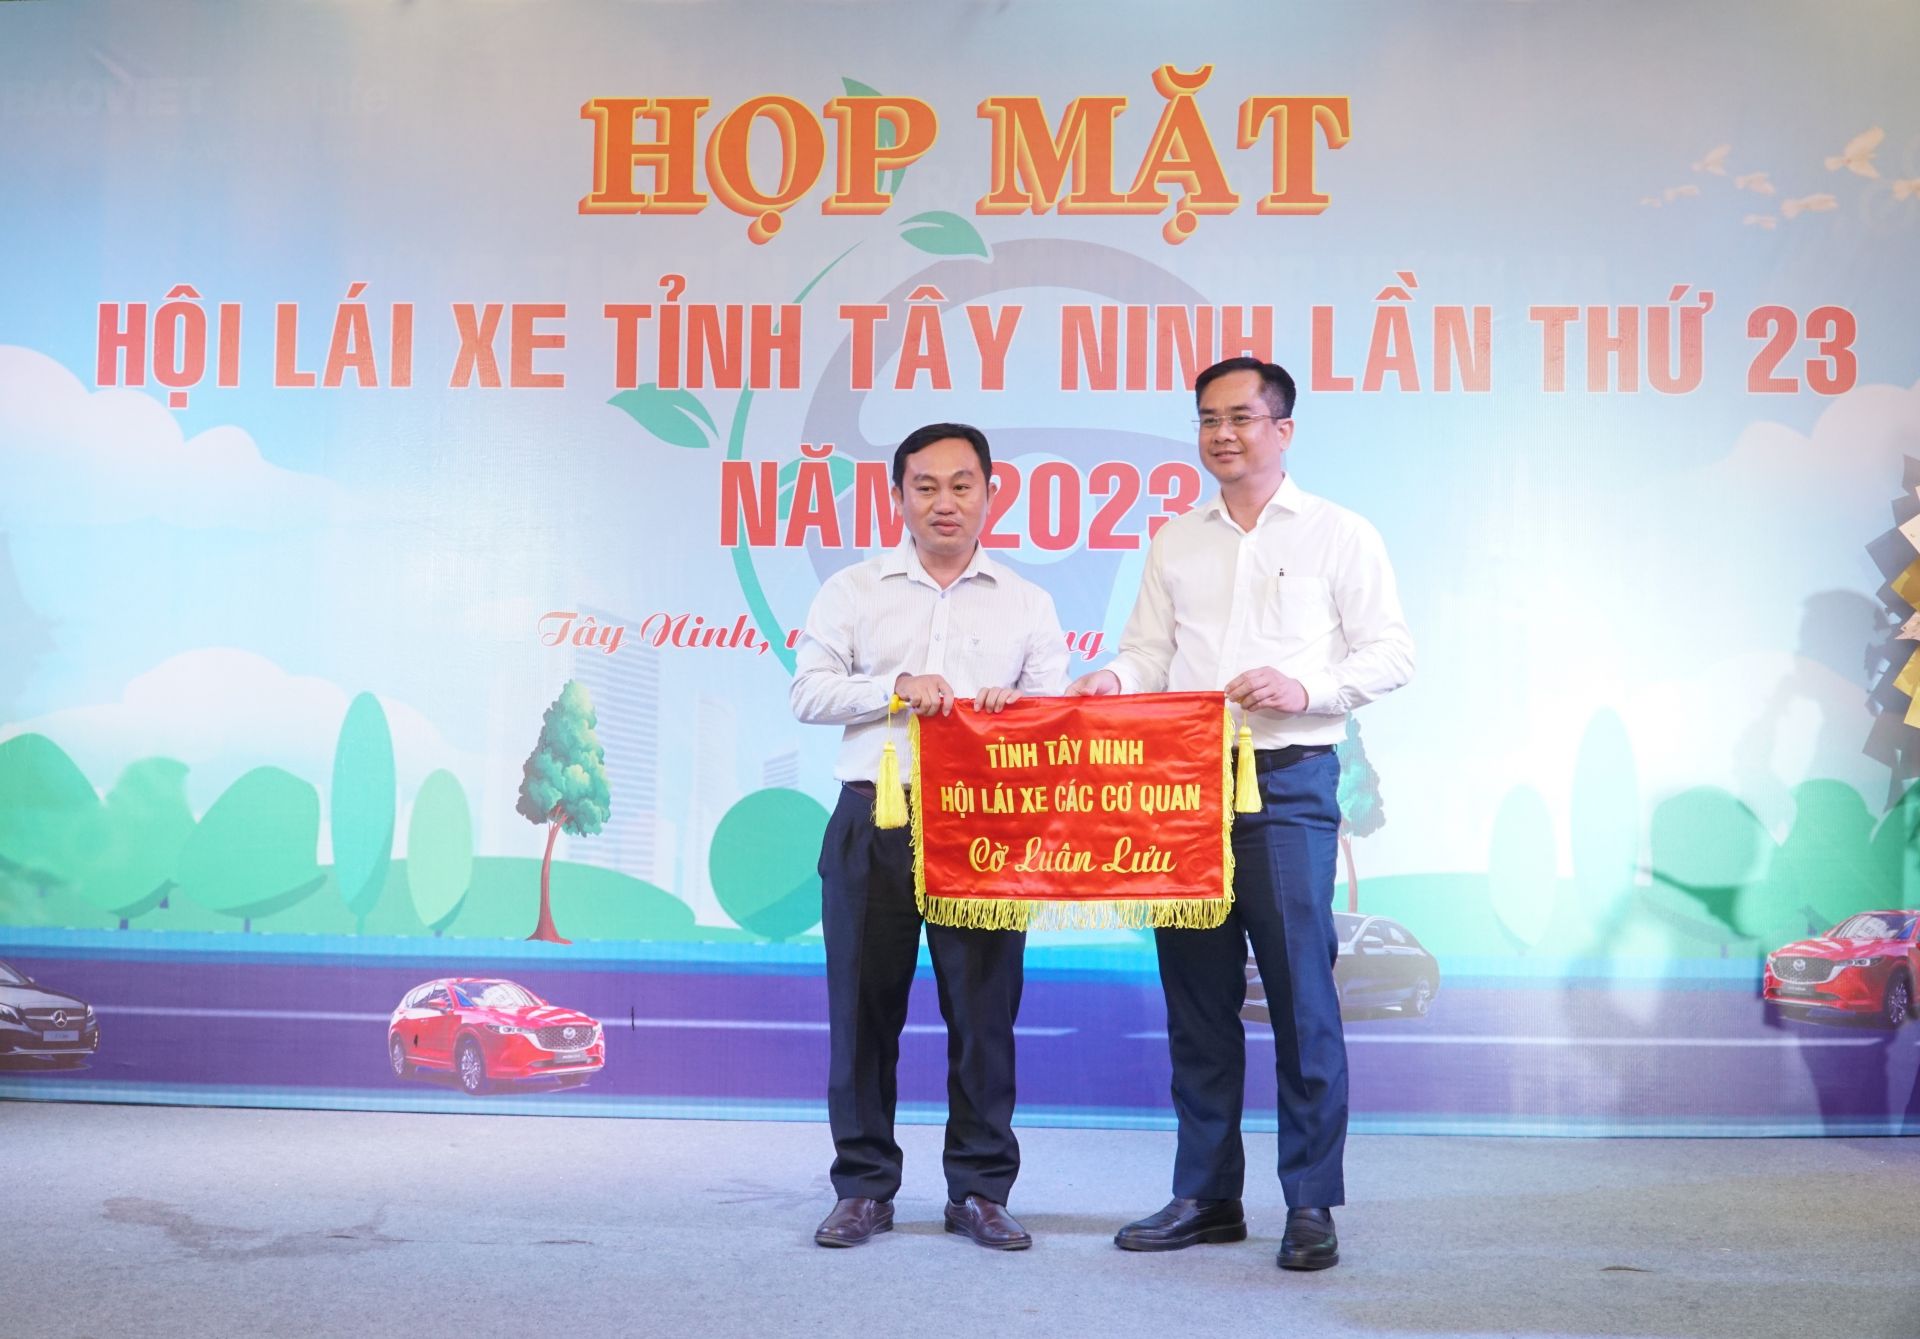 BAOVIET
HỌP MẶT
HỘI LÁI XE TỈNH TÂY NINH LẦN THỨ 23
NĂM 2023
Tây Ninh,
TỈNH TÂY NINH
HỘI LÁI XE CÁC CƠ QUAN
Cờ Luân Lưu